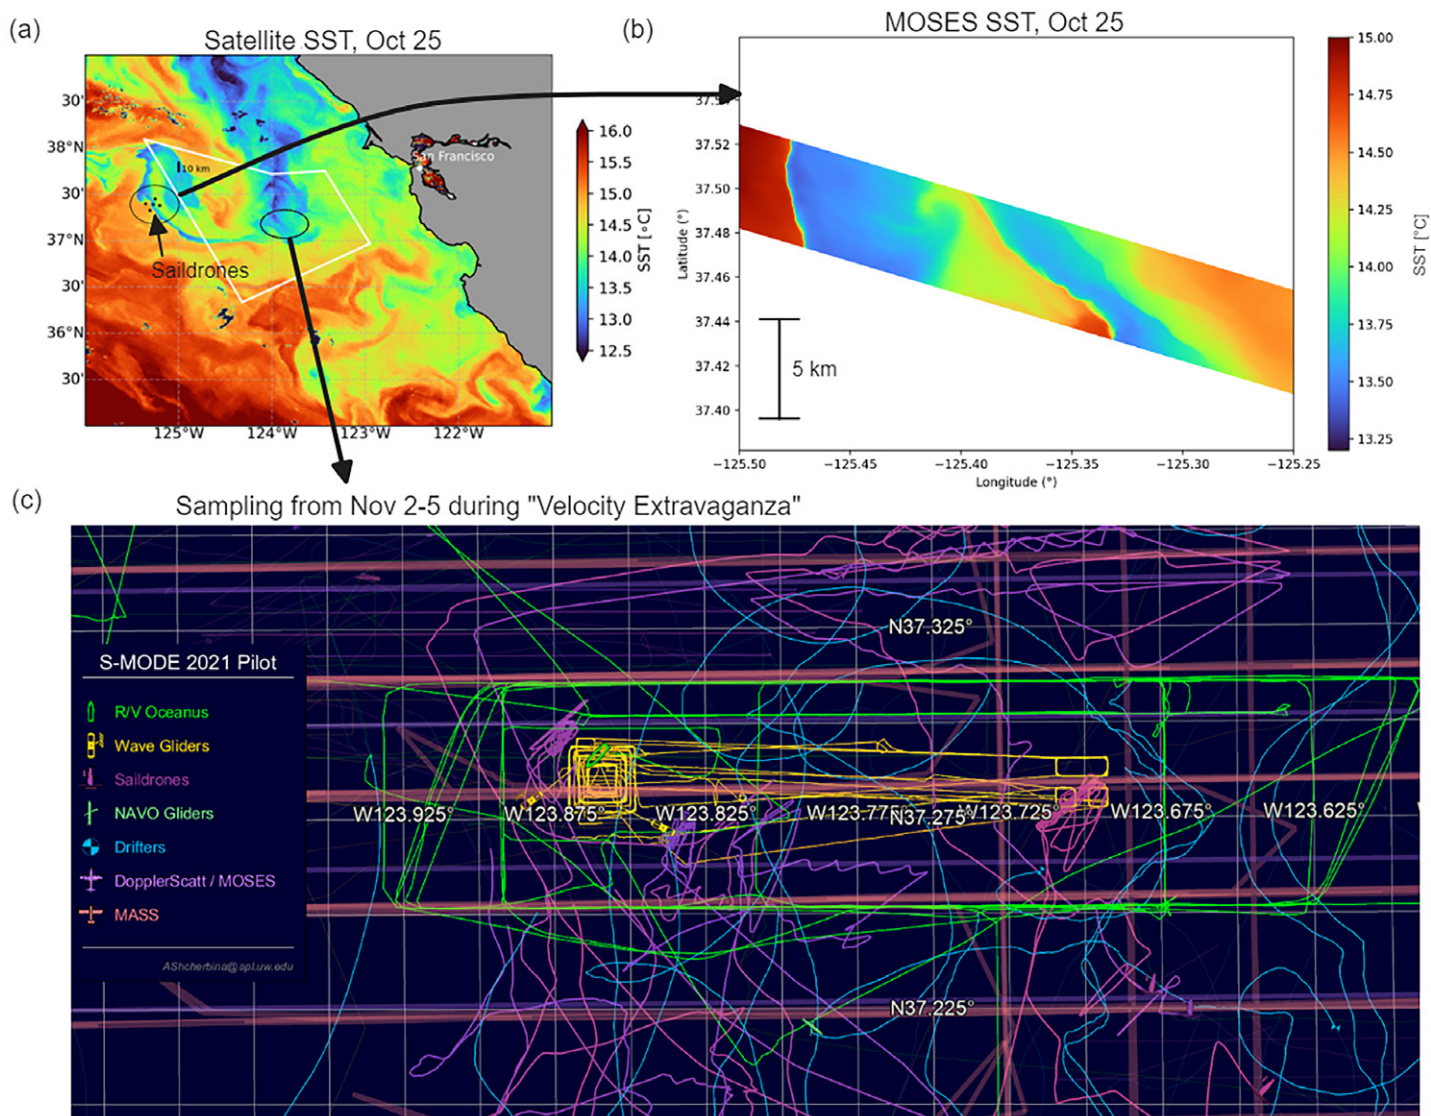 (a)
Satellite SST, Oct 25
30'
38°N
30'
37°N
30'
36°N
30'
125°W
124°W
123°W
122°W
10 km
San Francisco
Saildrones
16.0
15.5
15.0
14.5
14.0
13.5
13.0
12.5
SST [∘C]
(b)
MOSES SST, Oct 25
37.52
37.50
37.48
37.46
37.44
37.42
37.40
Latitude (°)
5 km
−125.50
−125.45
−125.40
−125.35
−125.30
−125.25
Longitude (°)
15.00
14.75
14.50
14.25
14.00
13.75
13.50
13.25
SST [°C]
(c)
Sampling from Nov 2-5 during "Velocity Extravaganza"
S-MODE 2021 Pilot
R/V Oceanus
Wave Gliders
Saildrones
NAVO Gliders
Drifters
DopplerScatt / MOSES
MASS
AShcherbina@apl.uw.edu
N37.325°
W123.925°
W123.875°
W123.825°
W123.77
N37.275°
W123.725°
W123.675°
W123.625°
N37.225°